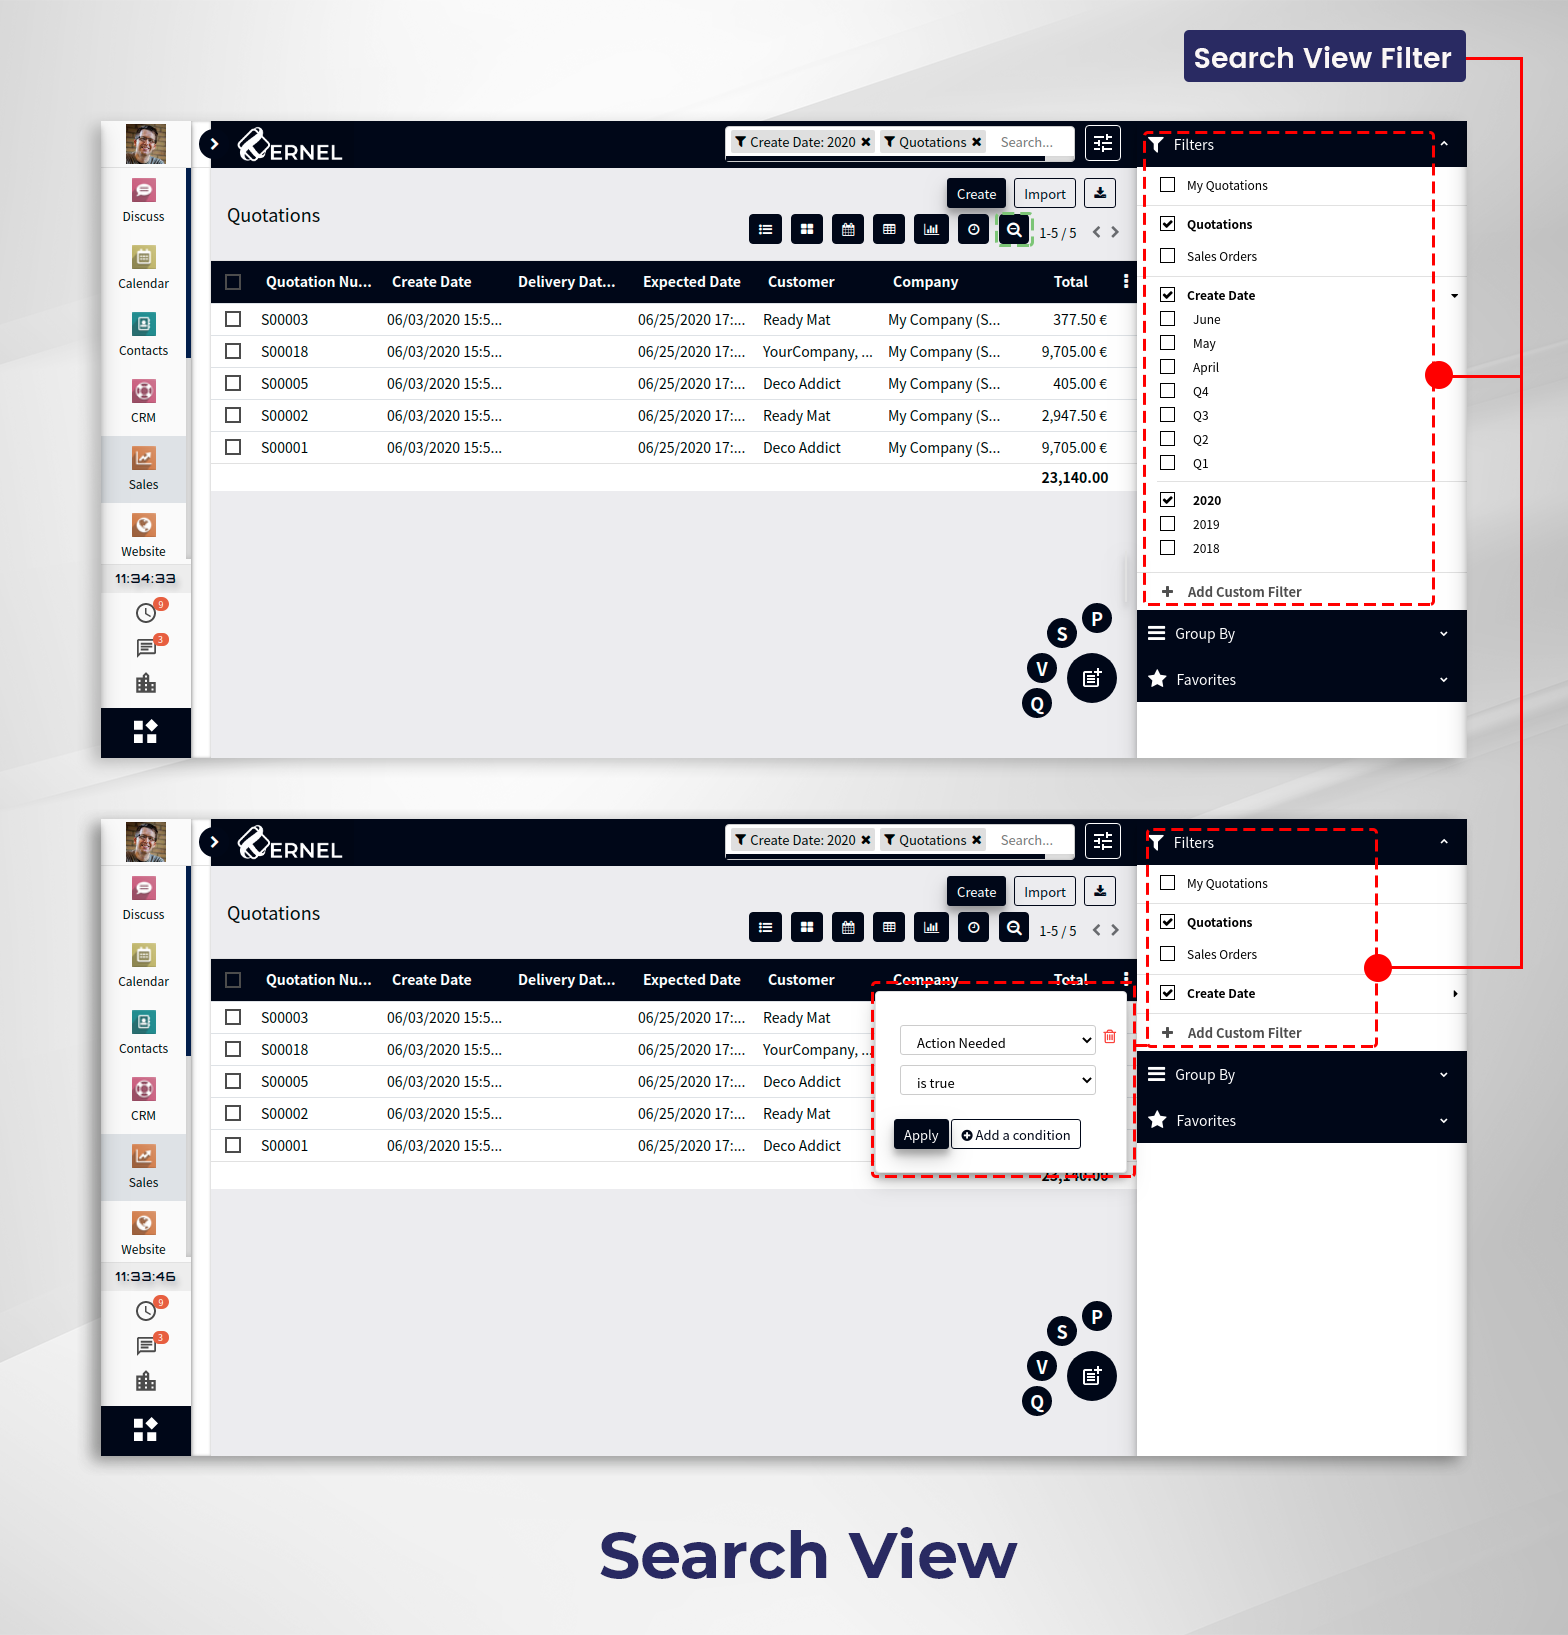 Search View Filter
ERNEL
Create Date: 2020 Quotations Search...
Filters
Discuss
Calendar
Contacts
CRM
Sales
Website
11:34:33
9
3
Quotations
Create Import
1-5 / 5
Quotation Nu... Create Date Delivery Dat... Expected Date Customer Company Total
S00003 06/03/2020 15:5... 06/25/2020 17:... Ready Mat My Company (S... 377.50 €
S00018 06/03/2020 15:5... 06/25/2020 17:... YourCompany, ... My Company (S... 9,705.00 €
S00005 06/03/2020 15:5... 06/25/2020 17:... Deco Addict My Company (S... 405.00 €
S00002 06/03/2020 15:5... 06/25/2020 17:... Ready Mat My Company (S... 2,947.50 €
S00001 06/03/2020 15:5... 06/25/2020 17:... Deco Addict My Company (S... 9,705.00 €
23,140.00
P
S
V
Q
My Quotations
Quotations
Sales Orders
Create Date
June
May
April
Q4
Q3
Q2
Q1
2020
2019
2018
Add Custom Filter
Group By
Favorites
ERNEL
Create Date: 2020 Quotations Search...
Filters
Discuss
Calendar
Contacts
CRM
Sales
Website
11:33:46
9
3
Quotations
Create Import
1-5 / 5
Quotation Nu... Create Date Delivery Dat... Expected Date Customer Company Total
S00003 06/03/2020 15:5... 06/25/2020 17:... Ready Mat
S00018 06/03/2020 15:5... 06/25/2020 17:... YourCompany, ...
S00005 06/03/2020 15:5... 06/25/2020 17:... Deco Addict
S00002 06/03/2020 15:5... 06/25/2020 17:... Ready Mat
S00001 06/03/2020 15:5... 06/25/2020 17:... Deco Addict
23,140.00
Action Needed
is true
Apply Add a condition
P
S
V
Q
My Quotations
Quotations
Sales Orders
Create Date
Add Custom Filter
Group By
Favorites
Search View